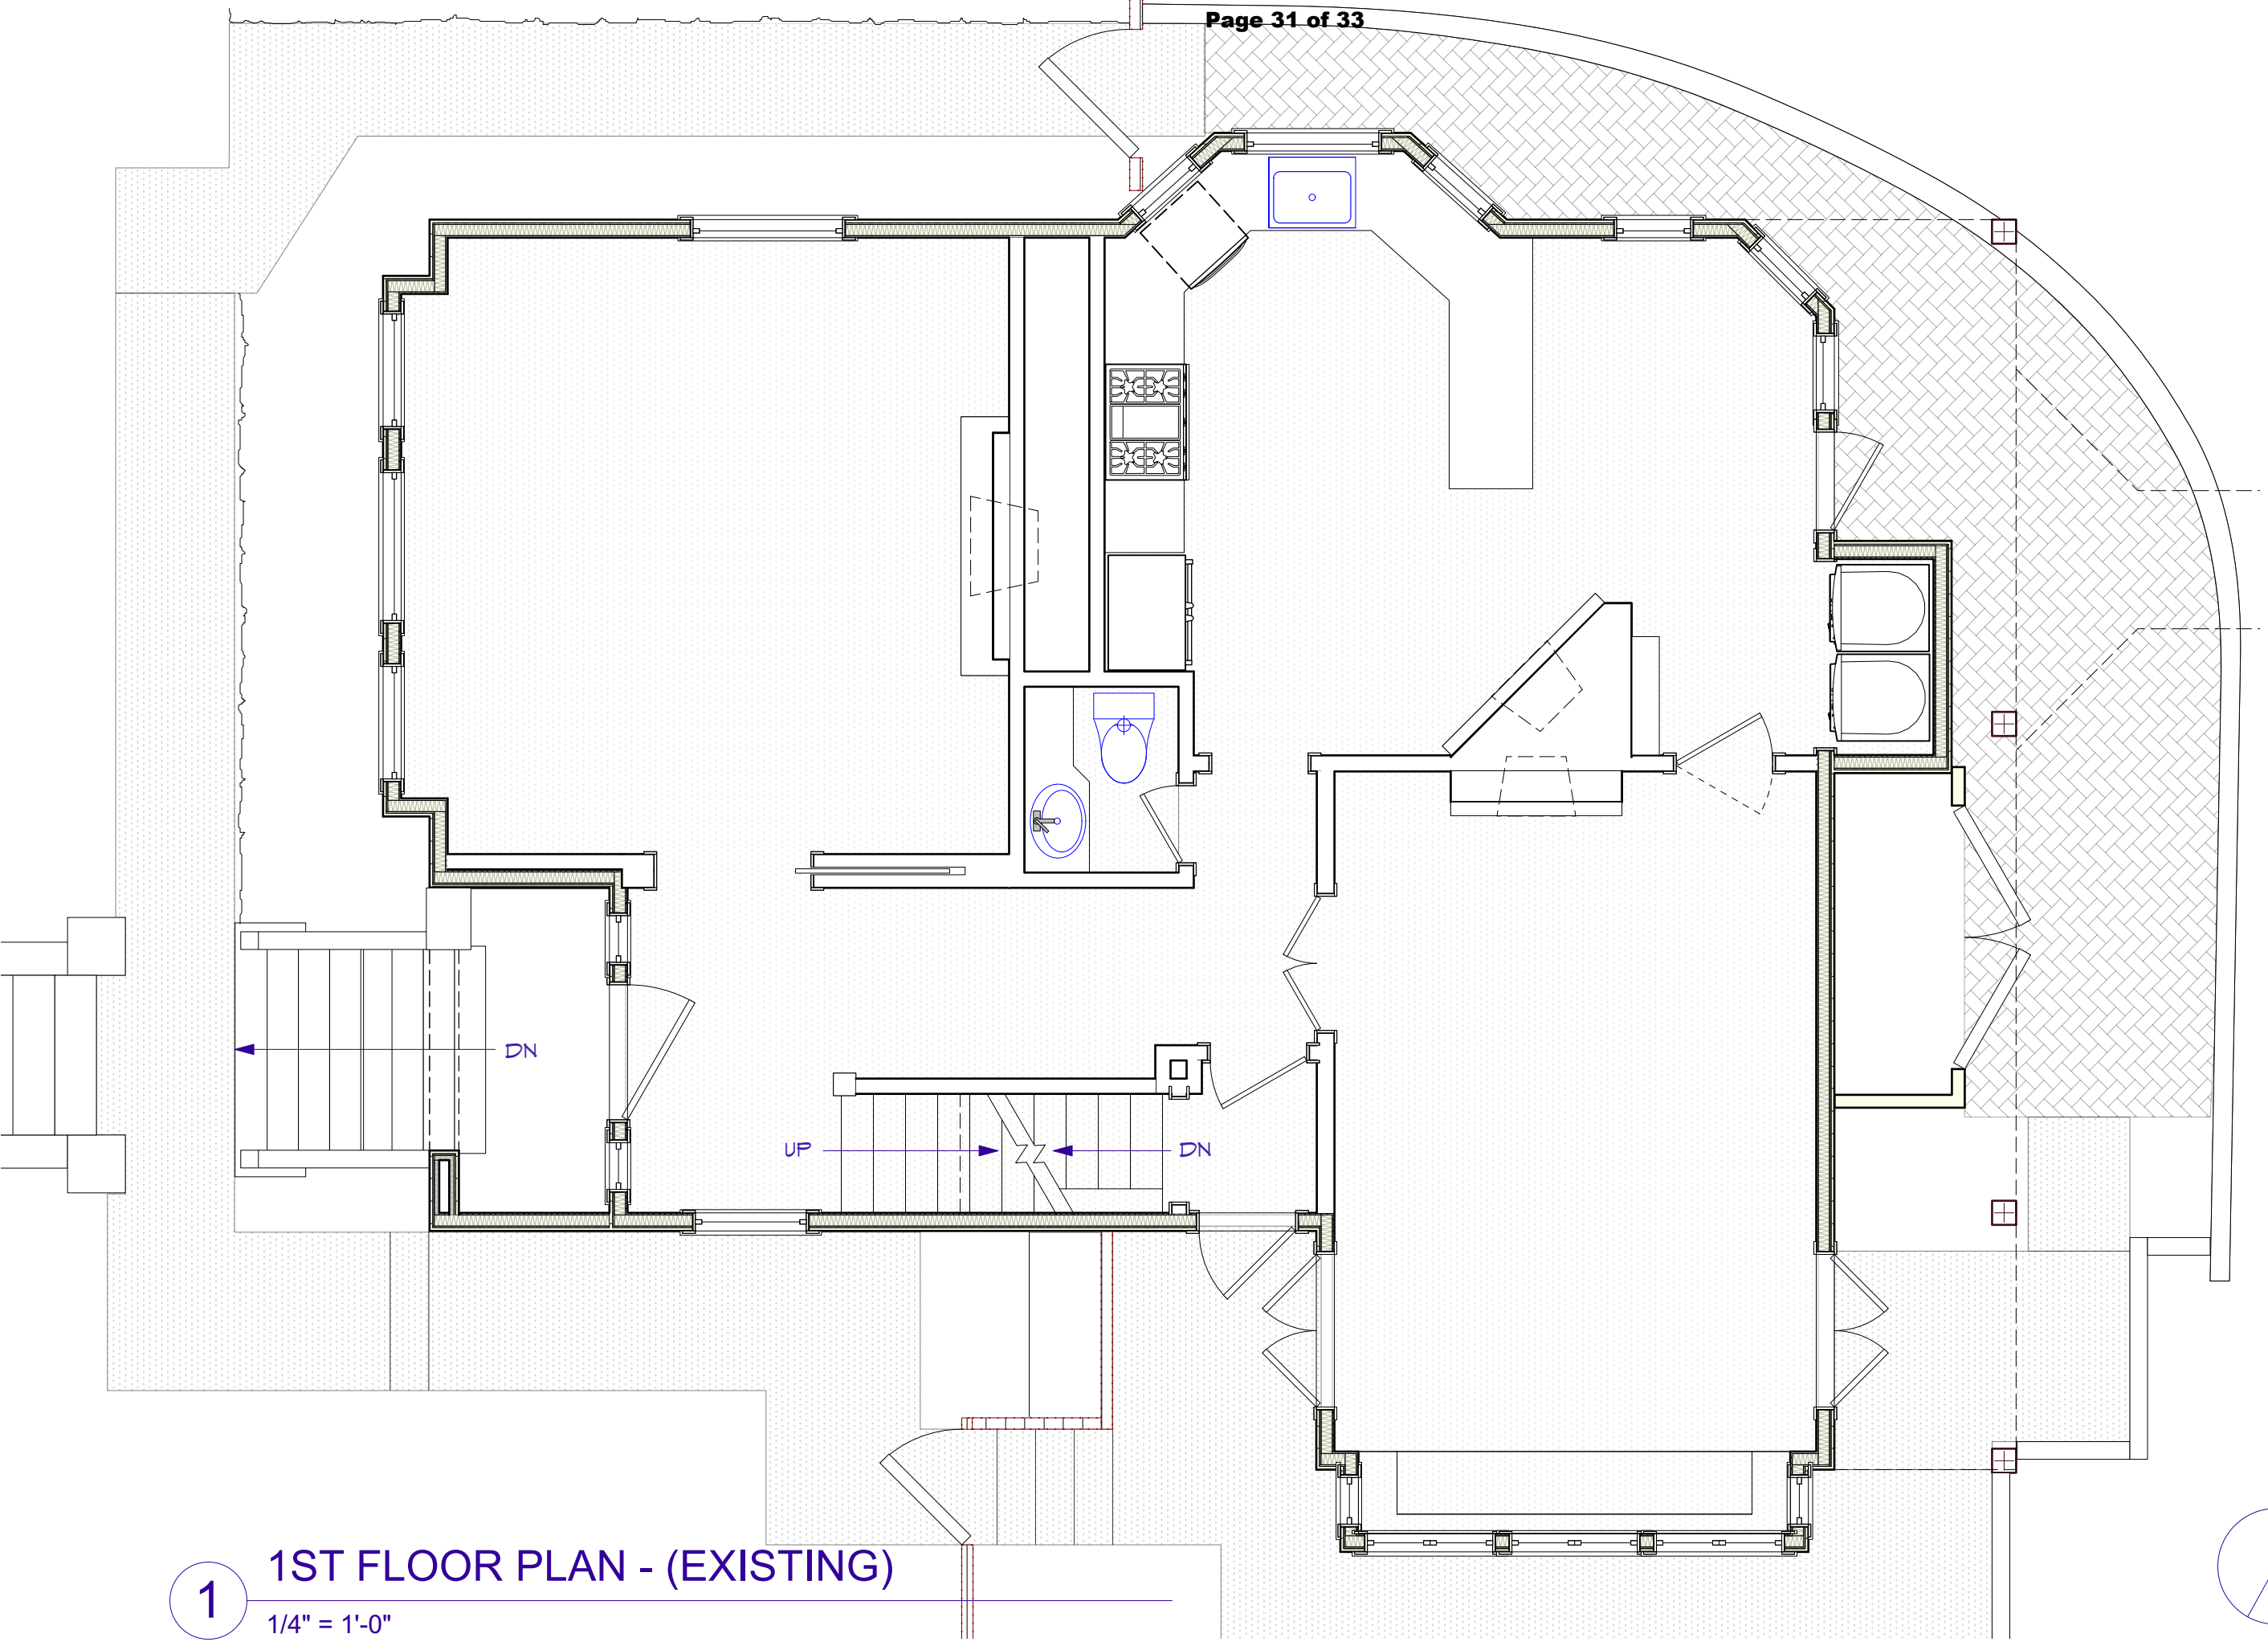 Page 31 of 33
DN
UP
DN
1
1ST FLOOR PLAN - (EXISTING)
1/4" = 1'-0"